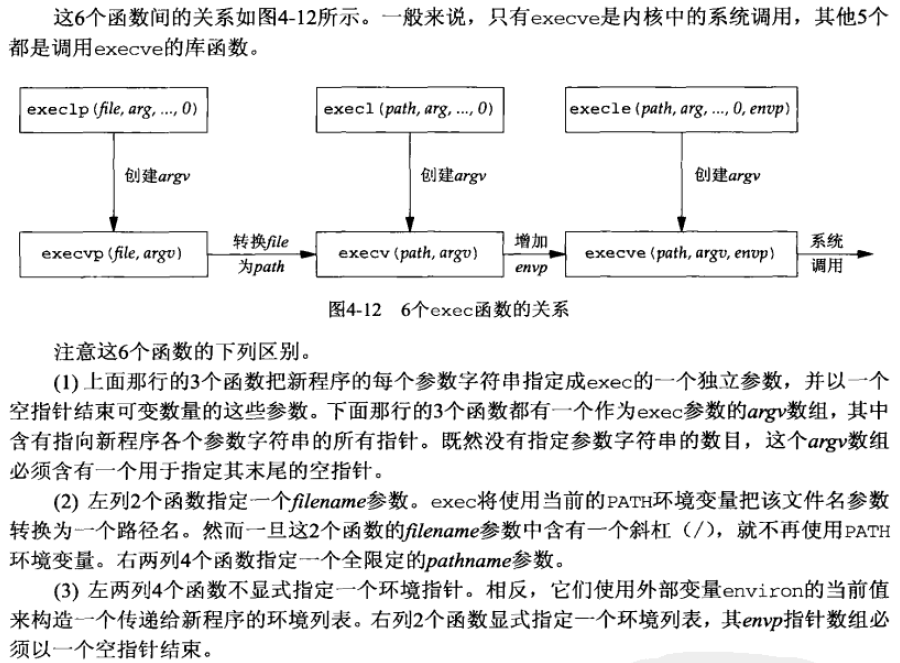 这6个函数间的关系如图4-12所示。一般来说，只有execve是内核中的系统调用，其他5个
都是调用execve的库函数。
execlp(file, arg, ..., 0)
execl(path, arg, ..., 0)
execle(path, arg, ..., 0, envp)
创建argv
创建argv
创建argv
execvp(file, argv)
转换file
为path
execv(path, argv)
增加
envp
execve(path, argv, envp)
系统
调用
图4-12 6个exec函数的关系
注意这6个函数的下列区别。
(1) 上面那行的3个函数把新程序的每个参数字符串指定成exec的一个独立参数，并以一个
空指针结束可变数量的这些参数。下面那行的3个函数都有一个作为exec参数的argv数组，其中
含有指向新程序各个参数字符串的所有指针。既然没有指定参数字符串的数目，这个argv数组
必须含有一个用于指定其末尾的空指针。
(2) 左列2个函数指定一个filename参数。exec将使用当前的PATH环境变量把该文件名参数
转换为一个路径名。然而一旦这2个函数的filename参数中含有一个斜杠（/），就不再使用PATH
环境变量。右两列4个函数指定一个全限定的pathname参数。
(3) 左两列4个函数不显式指定一个环境指针。相反，它们使用外部变量environ的当前值
来构造一个传递给新程序的环境列表。右列2个函数显式指定一个环境列表，其envp指针数组必
须以一个空指针结束。